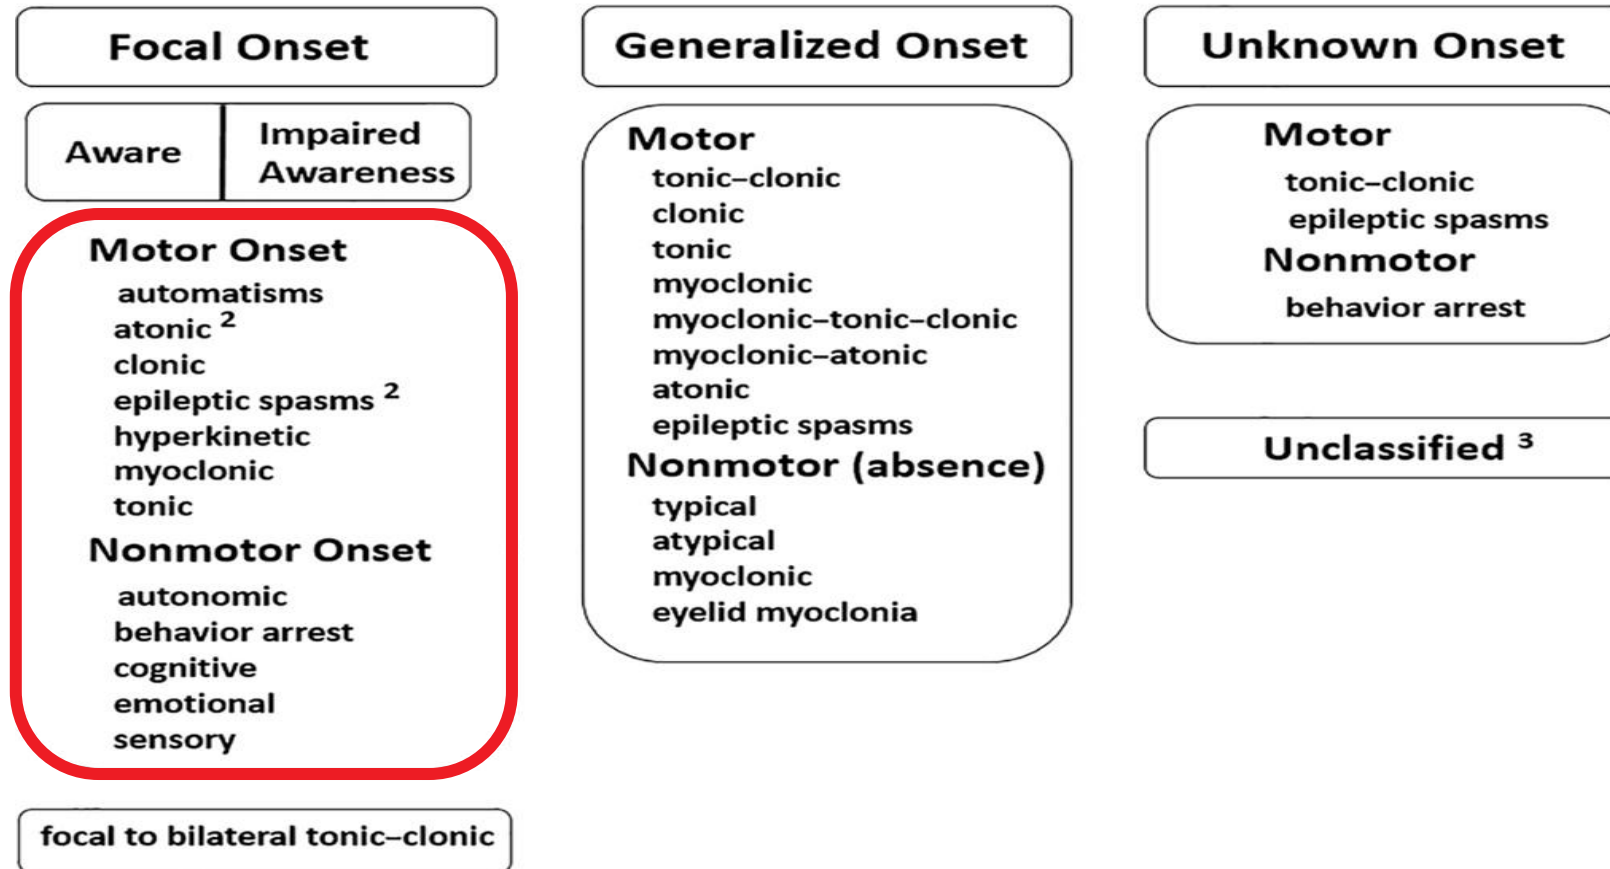 Focal Onset
Aware
Impaired
Awareness
Motor Onset
automatisms
atonic ²
clonic
epileptic spasms ²
hyperkinetic
myoclonic
tonic
Nonmotor Onset
autonomic
behavior arrest
cognitive
emotional
sensory
focal to bilateral tonic–clonic
Generalized Onset
Motor
tonic–clonic
clonic
tonic
myoclonic
myoclonic–tonic–clonic
myoclonic–atonic
atonic
epileptic spasms
Nonmotor (absence)
typical
atypical
myoclonic
eyelid myoclonia
Unknown Onset
Motor
tonic–clonic
epileptic spasms
Nonmotor
behavior arrest
Unclassified ³